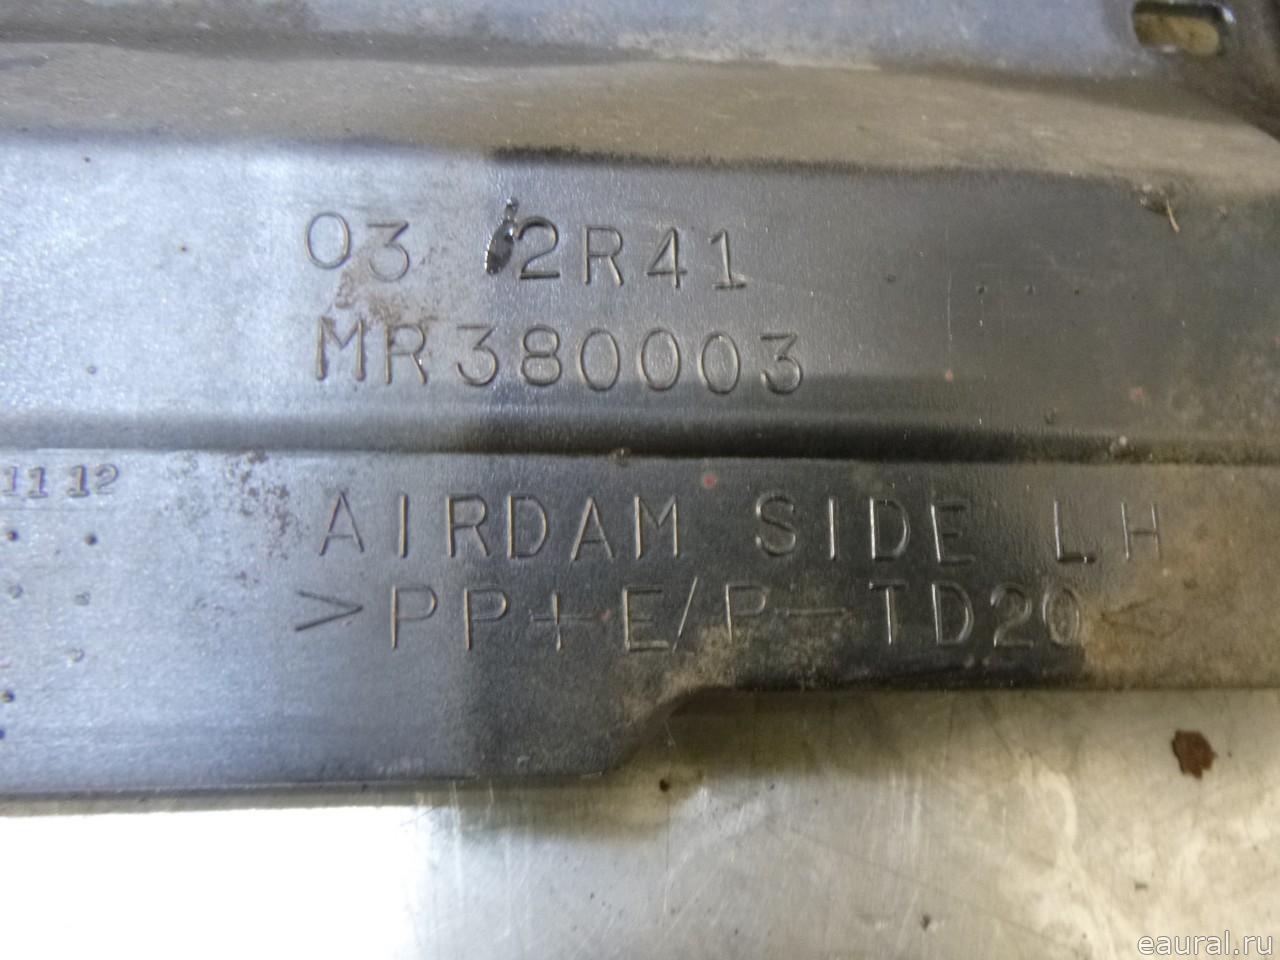 03 2R41
MR380003
11 12
AIRDAM SIDE LH
>PP+E/P-TD20<
eaural.ru